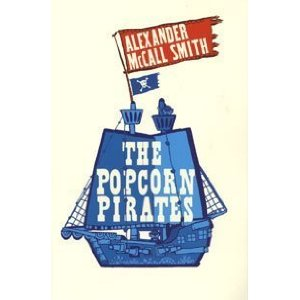 ALEXANDER
McCALL SMITH
THE
POPCORN
PIRATES